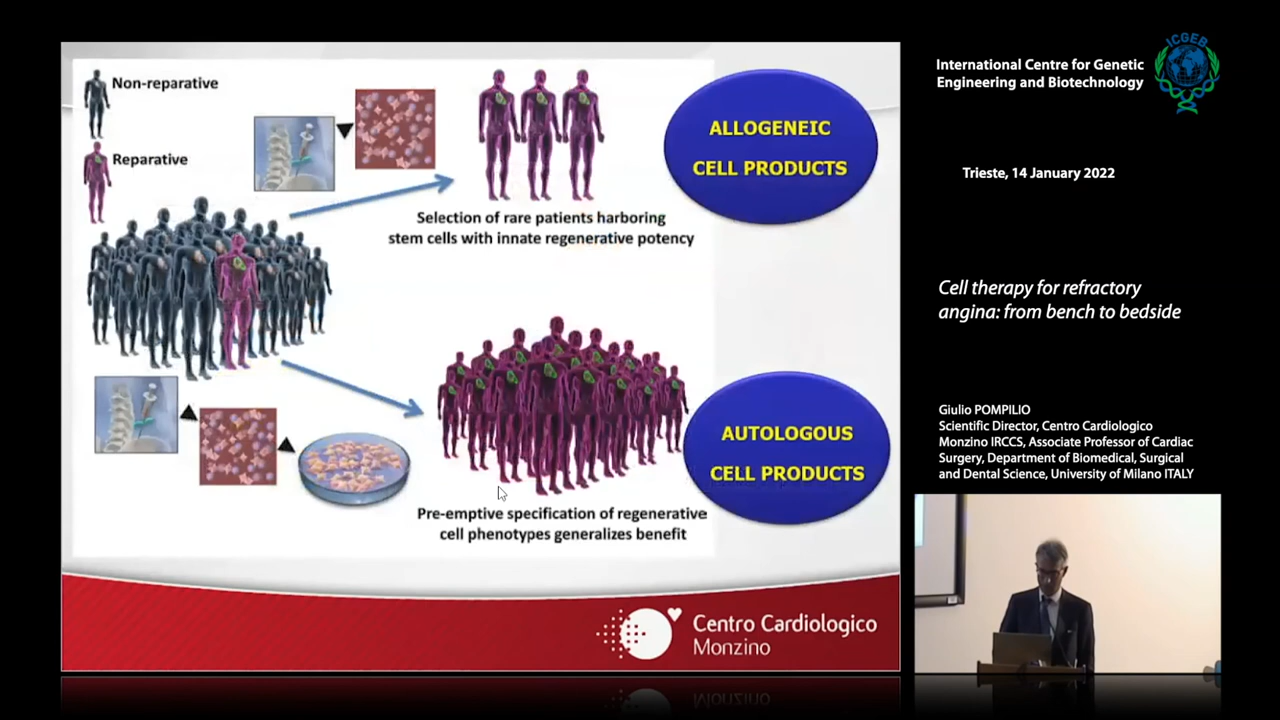 Non-reparative
Reparative
Selection of rare patients harboring
stem cells with innate regenerative potency
ALLOGENEIC
CELL PRODUCTS
AUTOLOGOUS
CELL PRODUCTS
Pre-emptive specification of regenerative
cell phenotypes generalizes benefit
Centro Cardiologico
Monzino
International Centre for Genetic
Engineering and Biotechnology
ICGEB
Trieste, 14 January 2022
Cell therapy for refractory
angina: from bench to bedside
Giulio POMPILIO
Scientific Director, Centro Cardiologico
Monzino IRCCS, Associate Professor of Cardiac
Surgery, Department of Biomedical, Surgical
and Dental Science, University of Milano ITALY